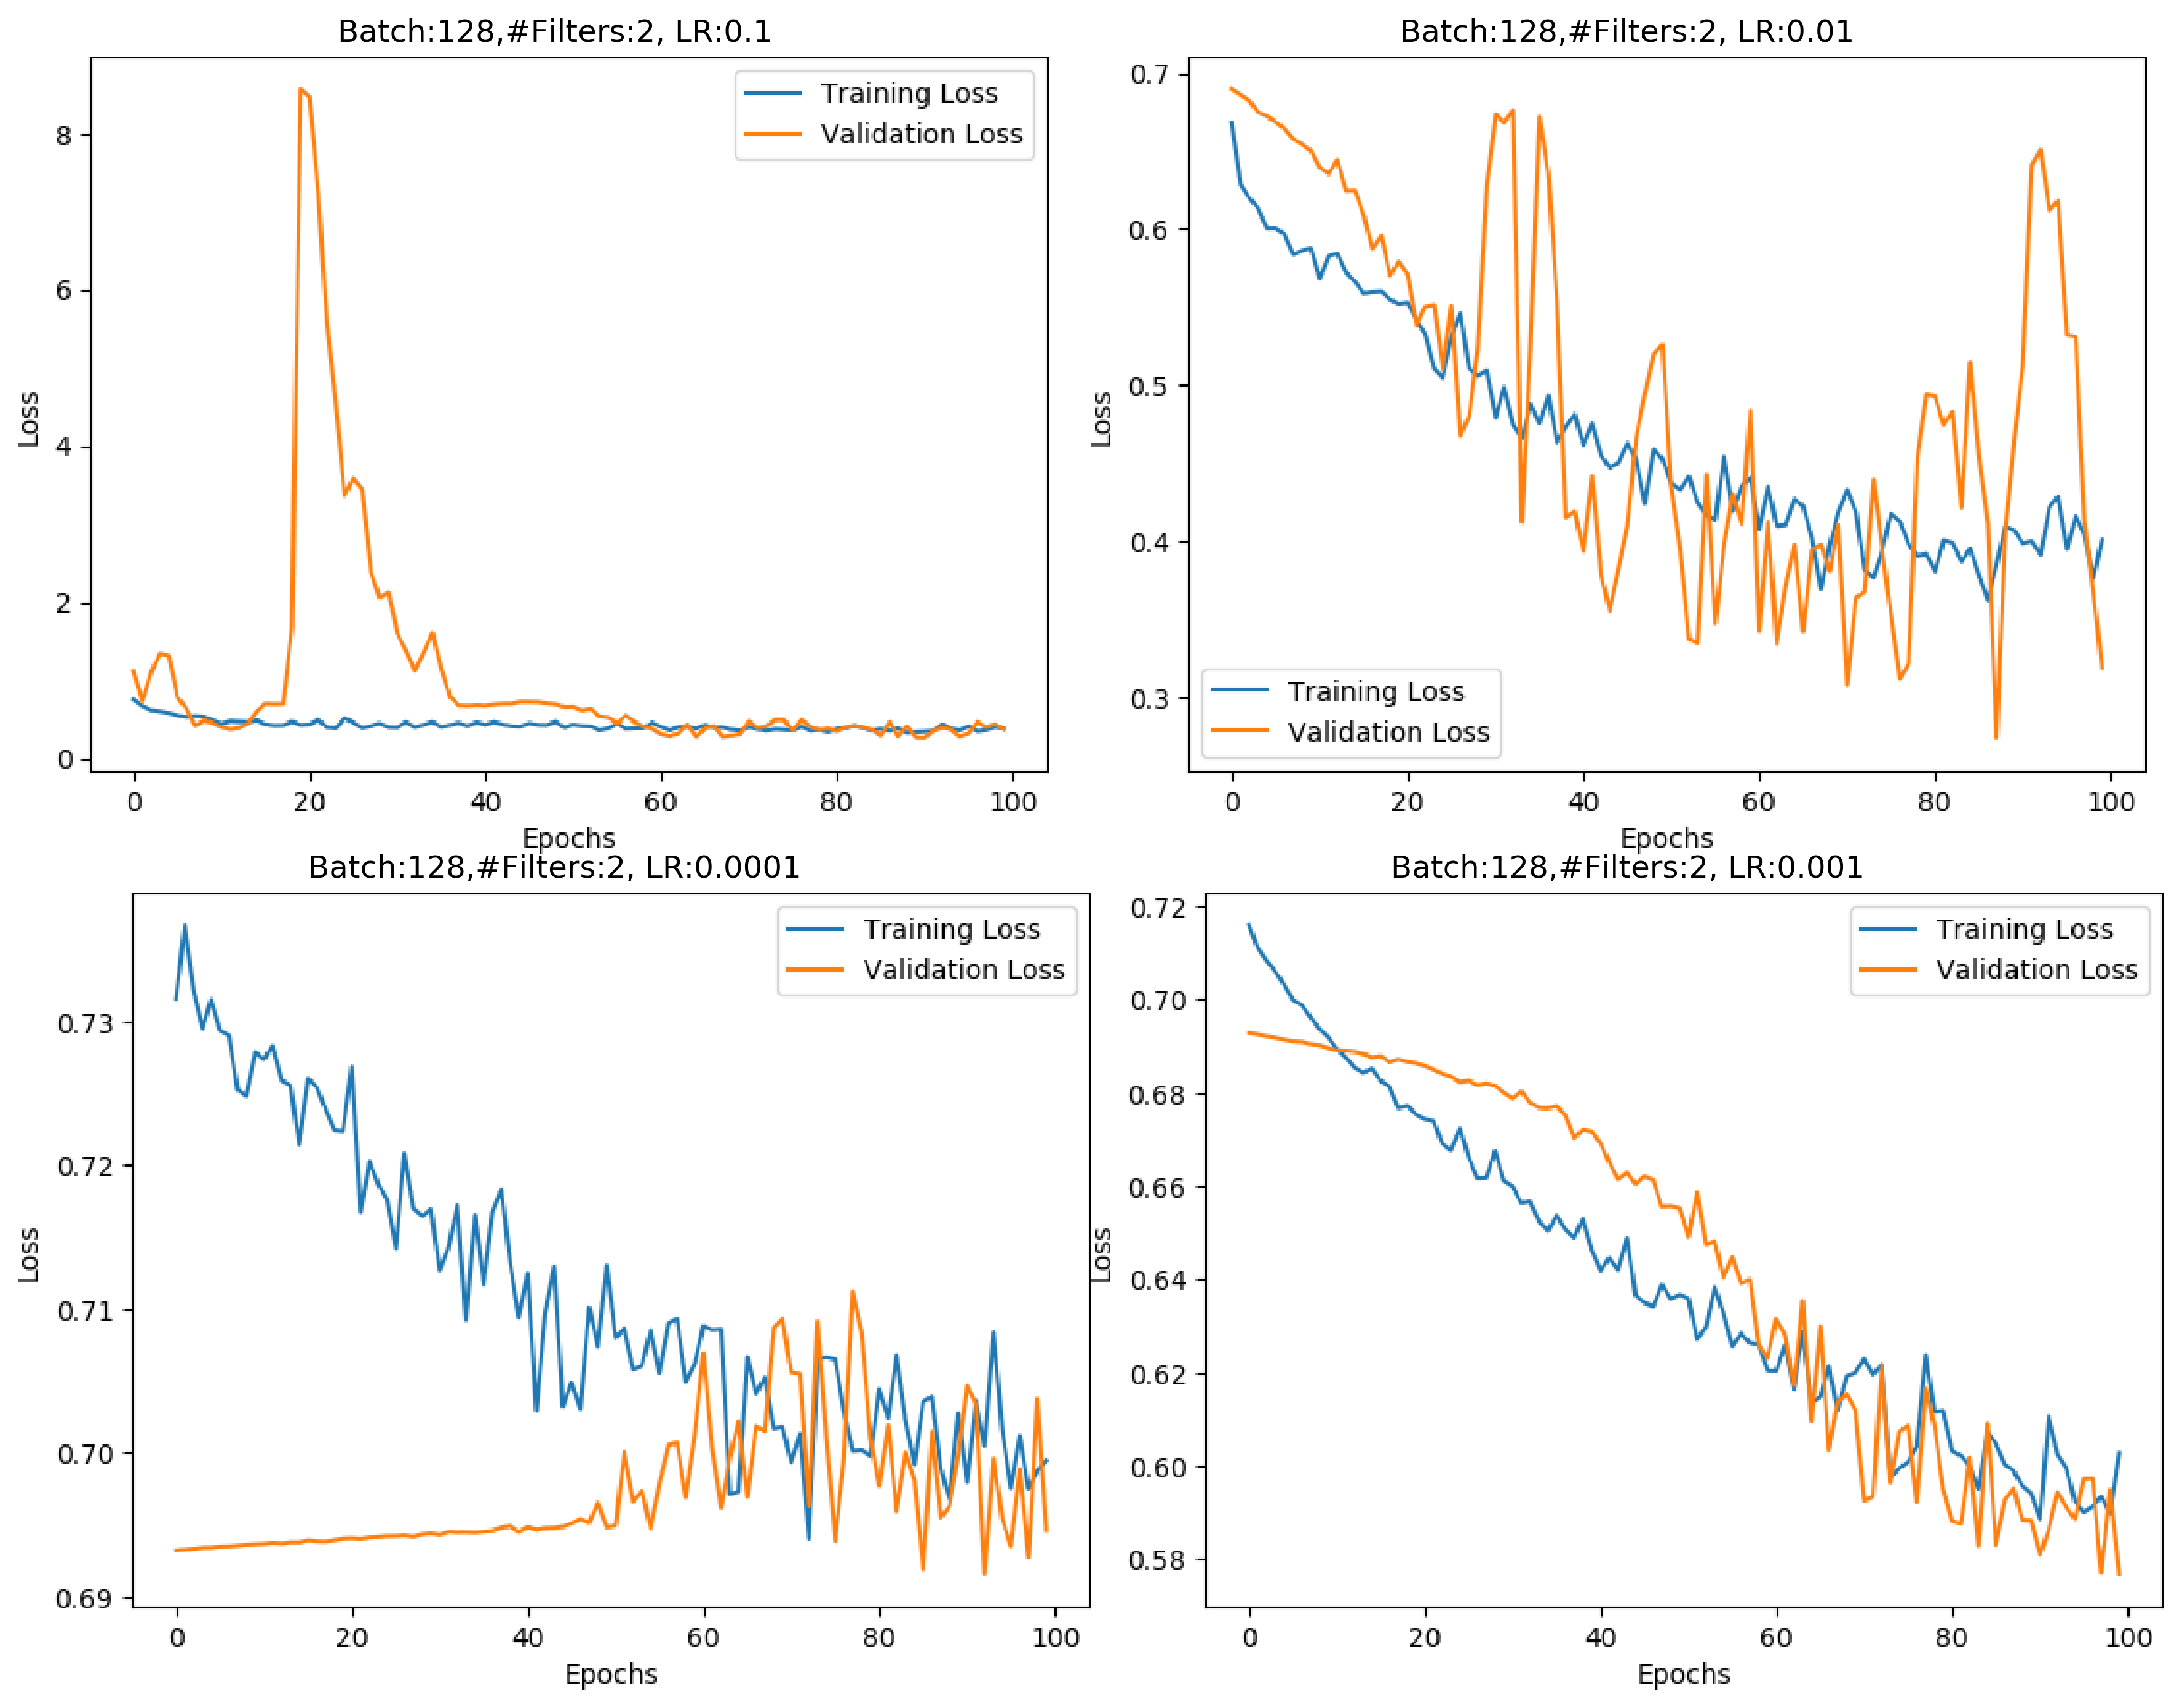 Batch:128,#Filters:2, LR:0.1
Training Loss
Validation Loss
8
6
4
2
0
Loss
0 20 40 60 80 100
Epochs
Batch:128,#Filters:2, LR:0.01
0.7
0.6
0.5
0.4
0.3
Loss
Training Loss
Validation Loss
0 20 40 60 80 100
Epochs
Batch:128,#Filters:2, LR:0.0001
Training Loss
Validation Loss
0.73
0.72
0.71
0.70
0.69
Loss
0 20 40 60 80 100
Epochs
Batch:128,#Filters:2, LR:0.001
0.72
Training Loss
Validation Loss
0.70
0.68
0.66
0.64
0.62
0.60
0.58
Loss
0 20 40 60 80 100
Epochs